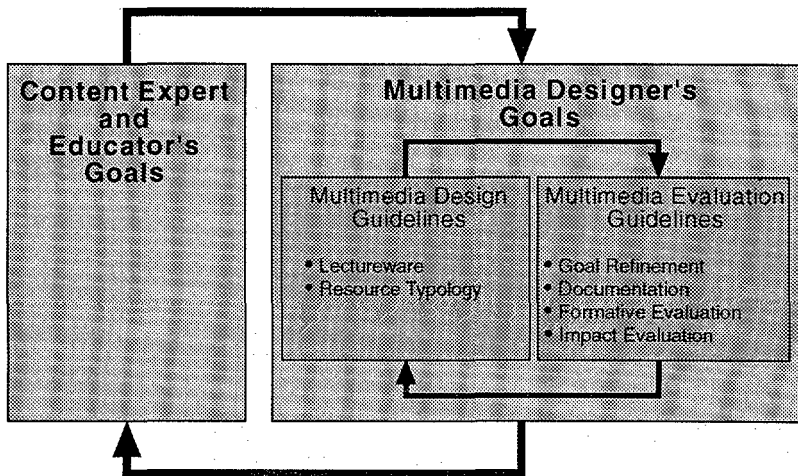 Content Expert
and
Educator's
Goals
Multimedia Designer's
Goals
Multimedia Design
Guidelines
• Lectureware
• Resource Typology
Multimedia Evaluation
Guidelines
• Goal Refinement
• Documentation
• Formative Evaluation
• Impact Evaluation